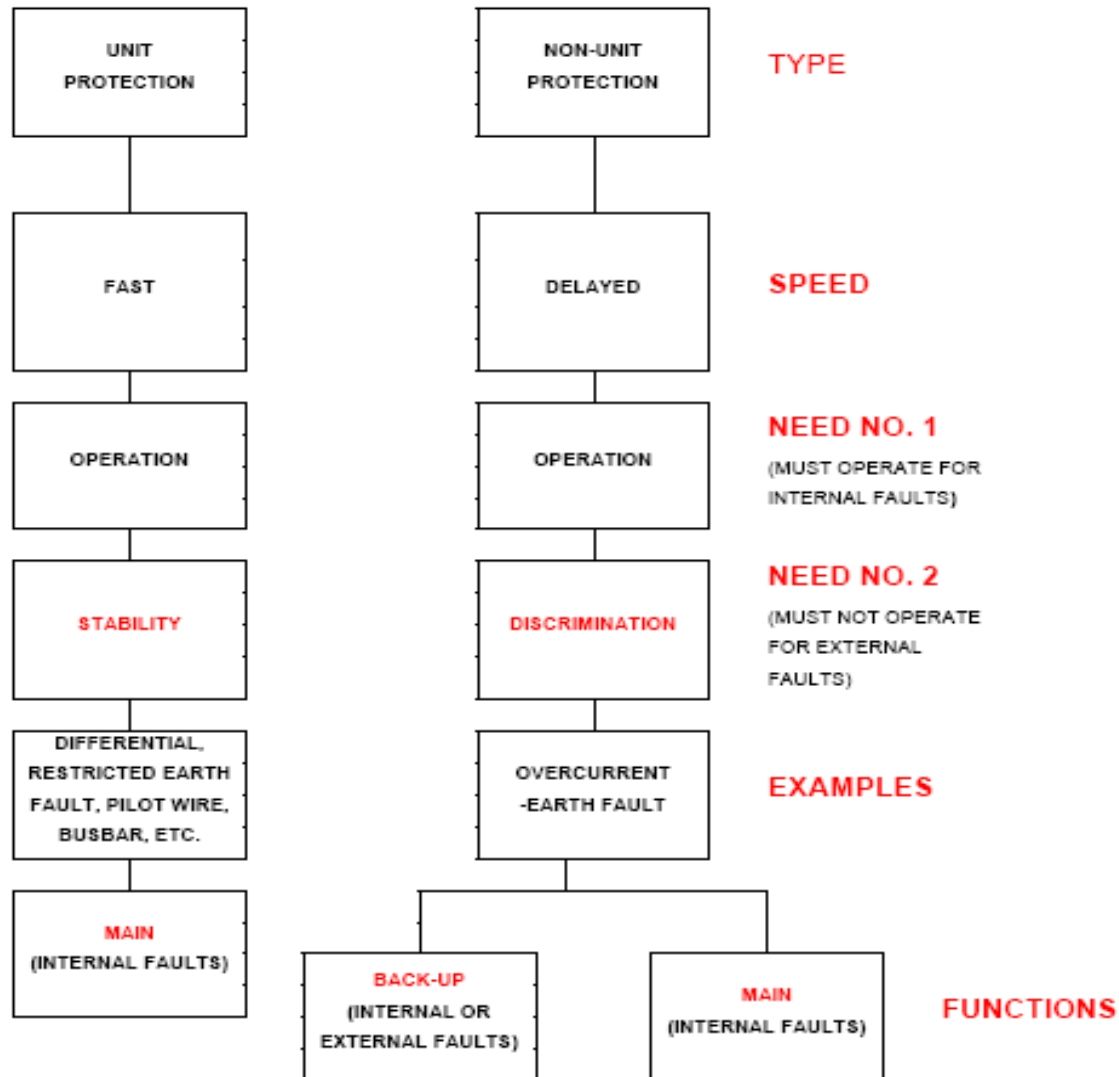 UNIT
PROTECTION
NON-UNIT
PROTECTION
TYPE
FAST
DELAYED
SPEED
OPERATION
OPERATION
NEED NO. 1
(MUST OPERATE FOR
INTERNAL FAULTS)
STABILITY
DISCRIMINATION
NEED NO. 2
(MUST NOT OPERATE
FOR EXTERNAL
FAULTS)
DIFFERENTIAL,
RESTRICTED EARTH
FAULT, PILOT WIRE,
BUSBAR, ETC.
OVERCURRENT
-EARTH FAULT
EXAMPLES
MAIN
(INTERNAL FAULTS)
BACK-UP
(INTERNAL OR
EXTERNAL FAULTS)
MAIN
(INTERNAL FAULTS)
FUNCTIONS